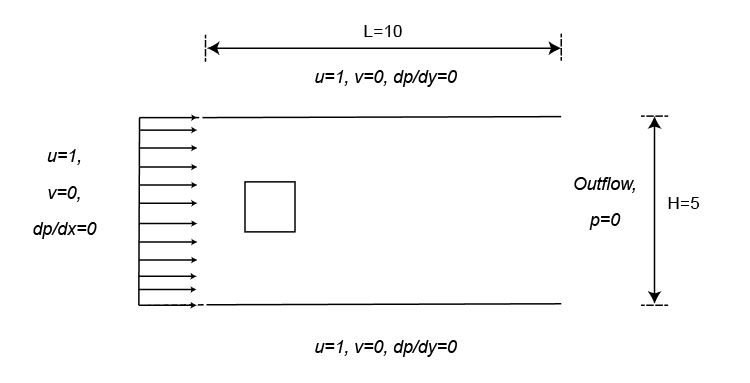 L=10
u=1, v=0, dp/dy=0
u=1,
v=0,
dp/dx=0
Outflow,
p=0
H=5
u=1, v=0, dp/dy=0